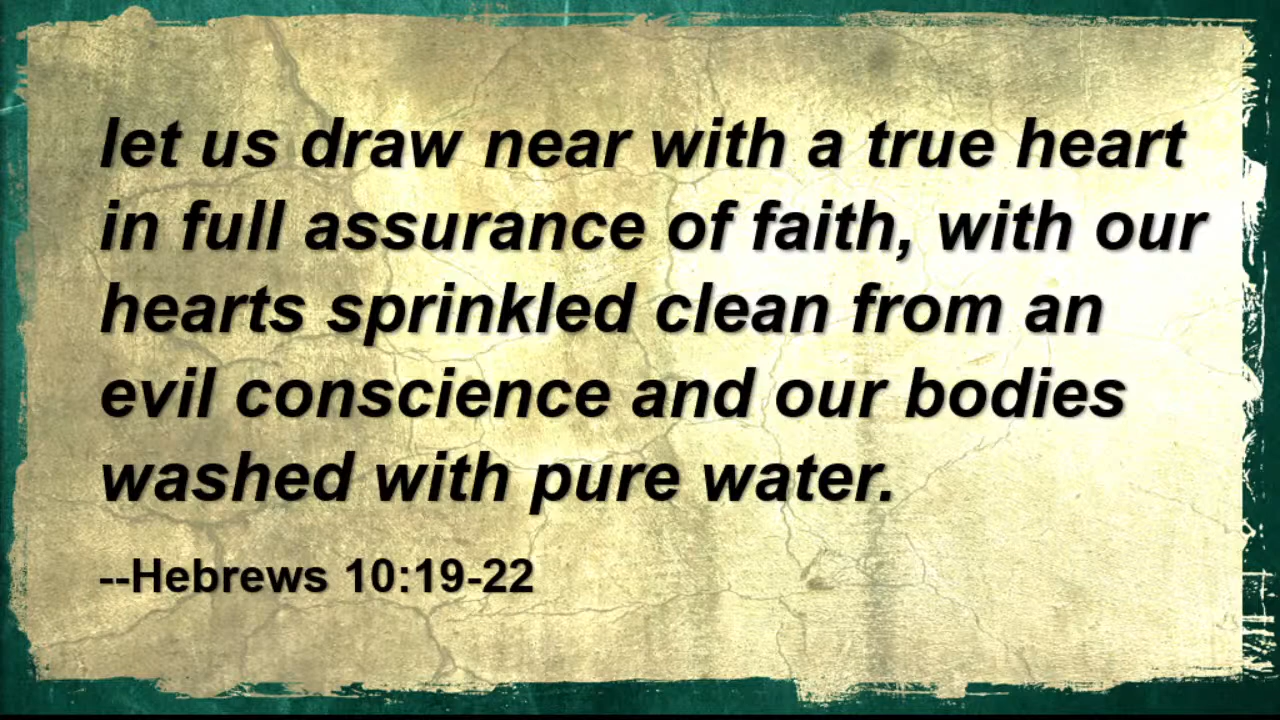 let us draw near with a true heart
in full assurance of faith, with our
hearts sprinkled clean from an
evil conscience and our bodies
washed with pure water.
--Hebrews 10:19-22